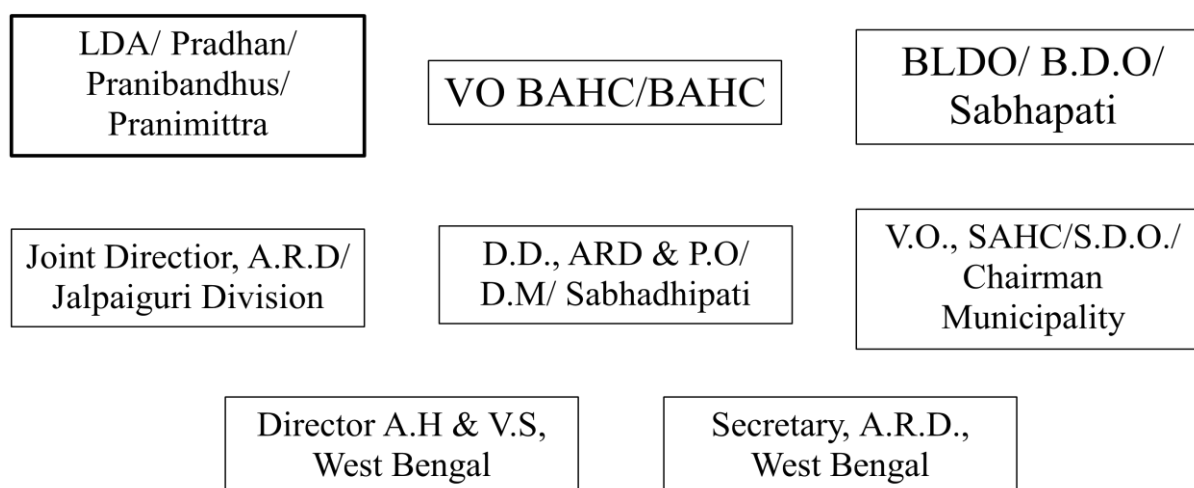 LDA/ Pradhan/
Pranibandhus/
Pranimittra
VO BAHC/BAHC
BLDO/ B.D.O/
Sabhapati
Joint Directior, A.R.D/
Jalpaiguri Division
D.D., ARD & P.O/
D.M/ Sabhadhipati
V.O., SAHC/S.D.O./
Chairman
Municipality
Director A.H & V.S,
West Bengal
Secretary, A.R.D.,
West Bengal